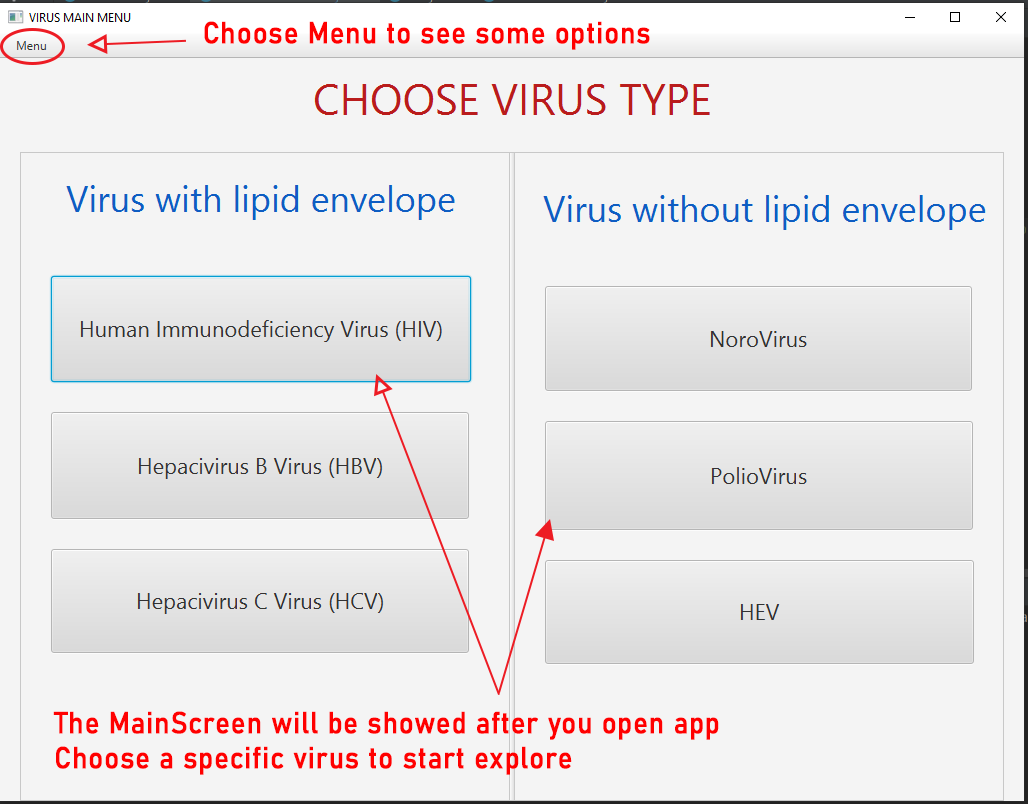 VIRUS MAIN MENU
Menu
Choose Menu to see some options
CHOOSE VIRUS TYPE
Virus with lipid envelope
Human Immunodeficiency Virus (HIV)
Hepacivirus B Virus (HBV)
Hepacivirus C Virus (HCV)
Virus without lipid envelope
NoroVirus
PolioVirus
HEV
The MainScreen will be showed after you open app
Choose a specific virus to start explore